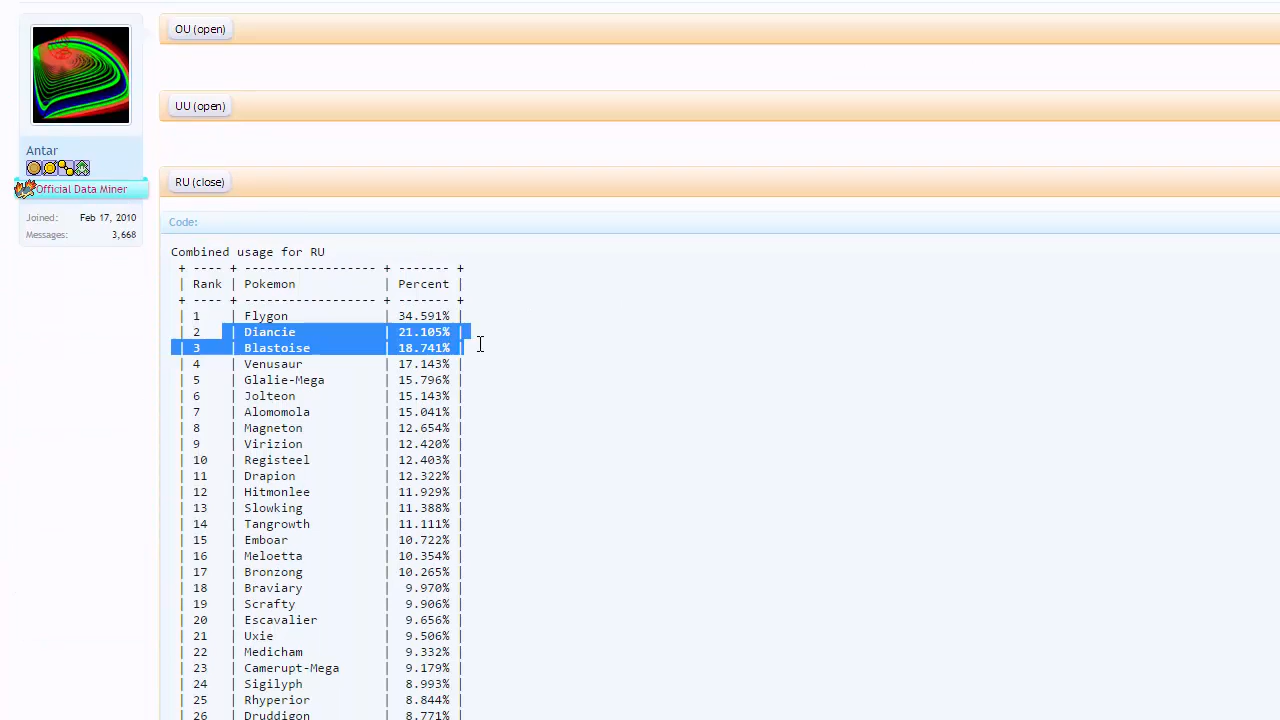 OU (open)
UU (open)
Antar
Official Data Miner
Joined: Feb 17, 2010
Messages: 3,668
RU (close)
Code:
Combined usage for RU
+ ---- + ------------------ + ------- +
| Rank | Pokemon | Percent |
+ ---- + ------------------ + ------- +
| 1 | Flygon | 34.591% |
| 2 | Diancie | 21.105% |
| 3 | Blastoise | 18.741% |
| 4 | Venusaur | 17.143% |
| 5 | Glalie-Mega | 15.796% |
| 6 | Jolteon | 15.143% |
| 7 | Alomomola | 15.041% |
| 8 | Magneton | 12.654% |
| 9 | Virizion | 12.420% |
| 10 | Registeel | 12.403% |
| 11 | Drapion | 12.322% |
| 12 | Hitmonlee | 11.929% |
| 13 | Slowking | 11.388% |
| 14 | Tangrowth | 11.111% |
| 15 | Emboar | 10.722% |
| 16 | Meloetta | 10.354% |
| 17 | Bronzong | 10.265% |
| 18 | Braviary | 9.970% |
| 19 | Scrafty | 9.906% |
| 20 | Escavalier | 9.656% |
| 21 | Uxie | 9.506% |
| 22 | Medicham | 9.332% |
| 23 | Camerupt-Mega | 9.179% |
| 24 | Sigilyph | 8.993% |
| 25 | Rhyperior | 8.844% |
| 26 | Druddigon | 8.771% |